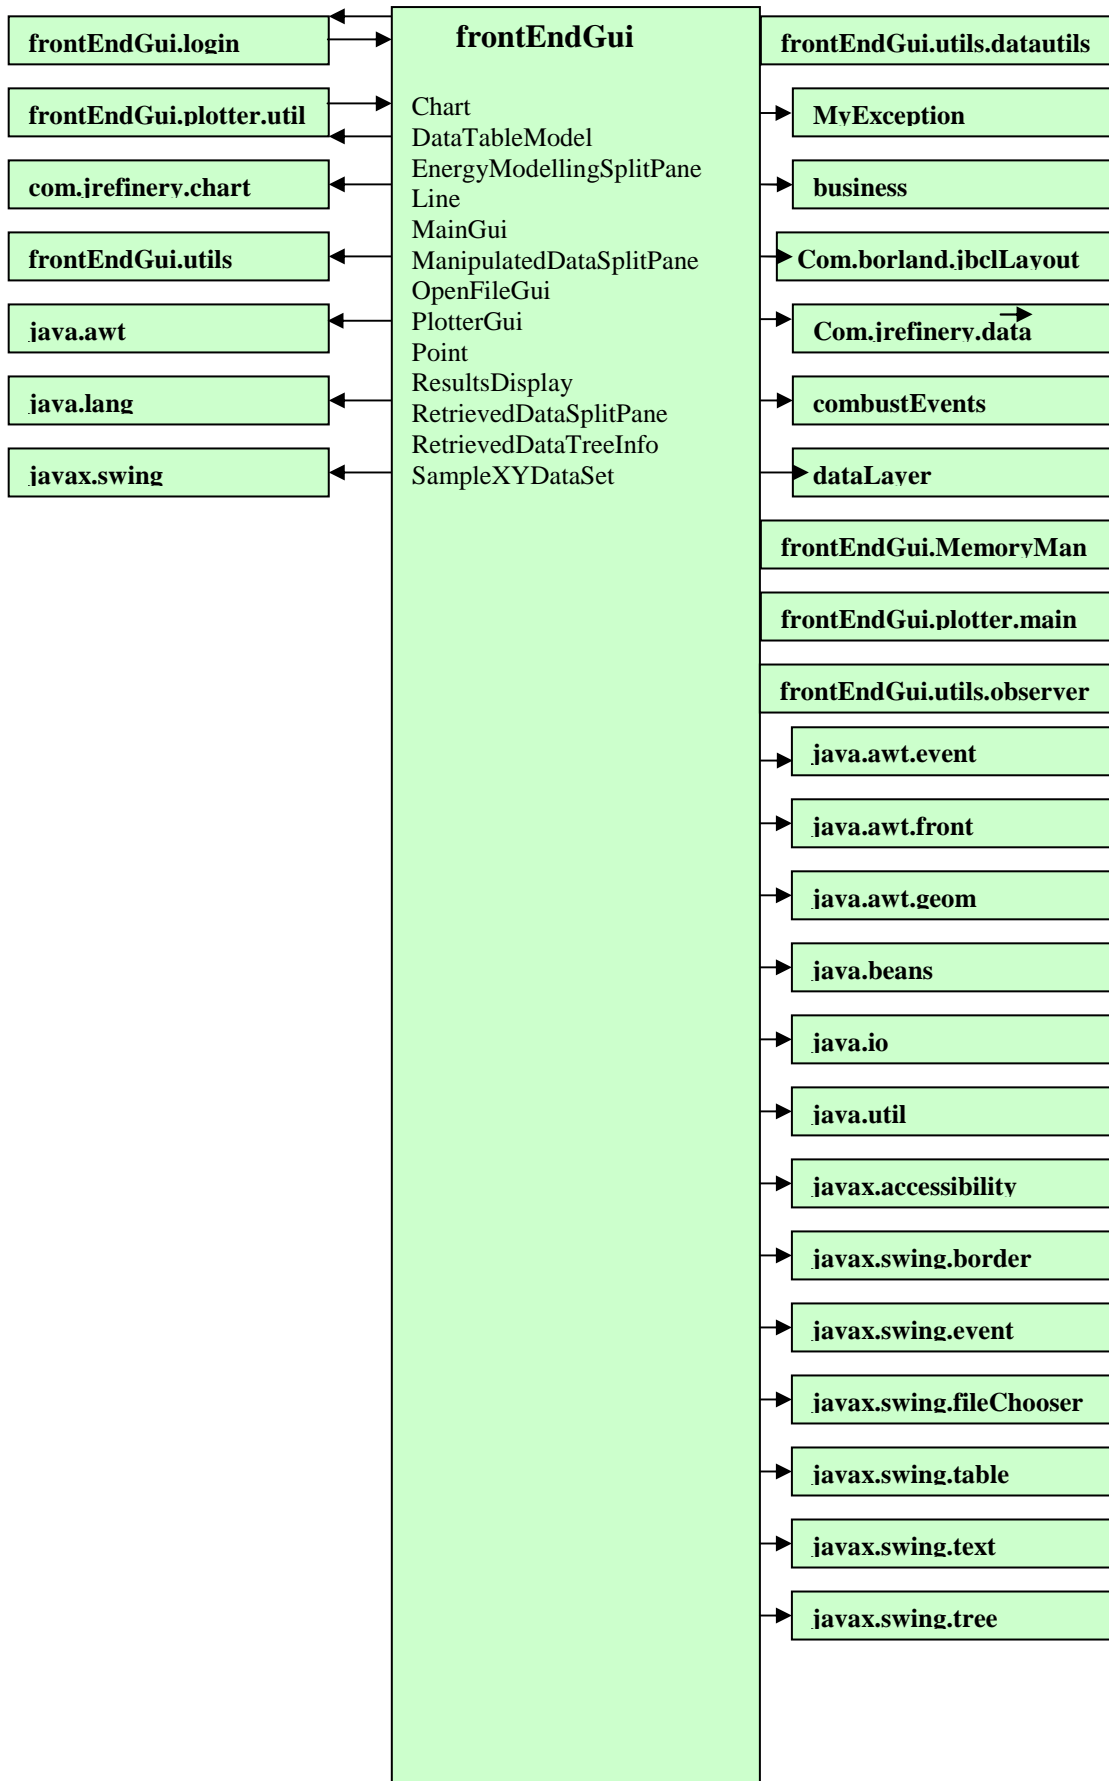 frontEndGui.login
frontEndGui.plotter.util
com.jrefinery.chart
frontEndGui.utils
java.awt
java.lang
javax.swing
frontEndGui
Chart
DataTableModel
EnergyModellingSplitPane
Line
MainGui
ManipulatedDataSplitPane
OpenFileGui
PlotterGui
Point
ResultsDisplay
RetrievedDataSplitPane
RetrievedDataTreeInfo
SampleXYDataSet
frontEndGui.utils.datautils
MyException
business
Com.borland.jbclLayout
Com.jrefinery.data
combustEvents
dataLayer
frontEndGui.MemoryMan
frontEndGui.plotter.main
frontEndGui.utils.observer
java.awt.event
java.awt.front
java.awt.geom
java.beans
java.io
java.util
javax.accessibility
javax.swing.border
javax.swing.event
javax.swing.fileChooser
javax.swing.table
javax.swing.text
javax.swing.tree